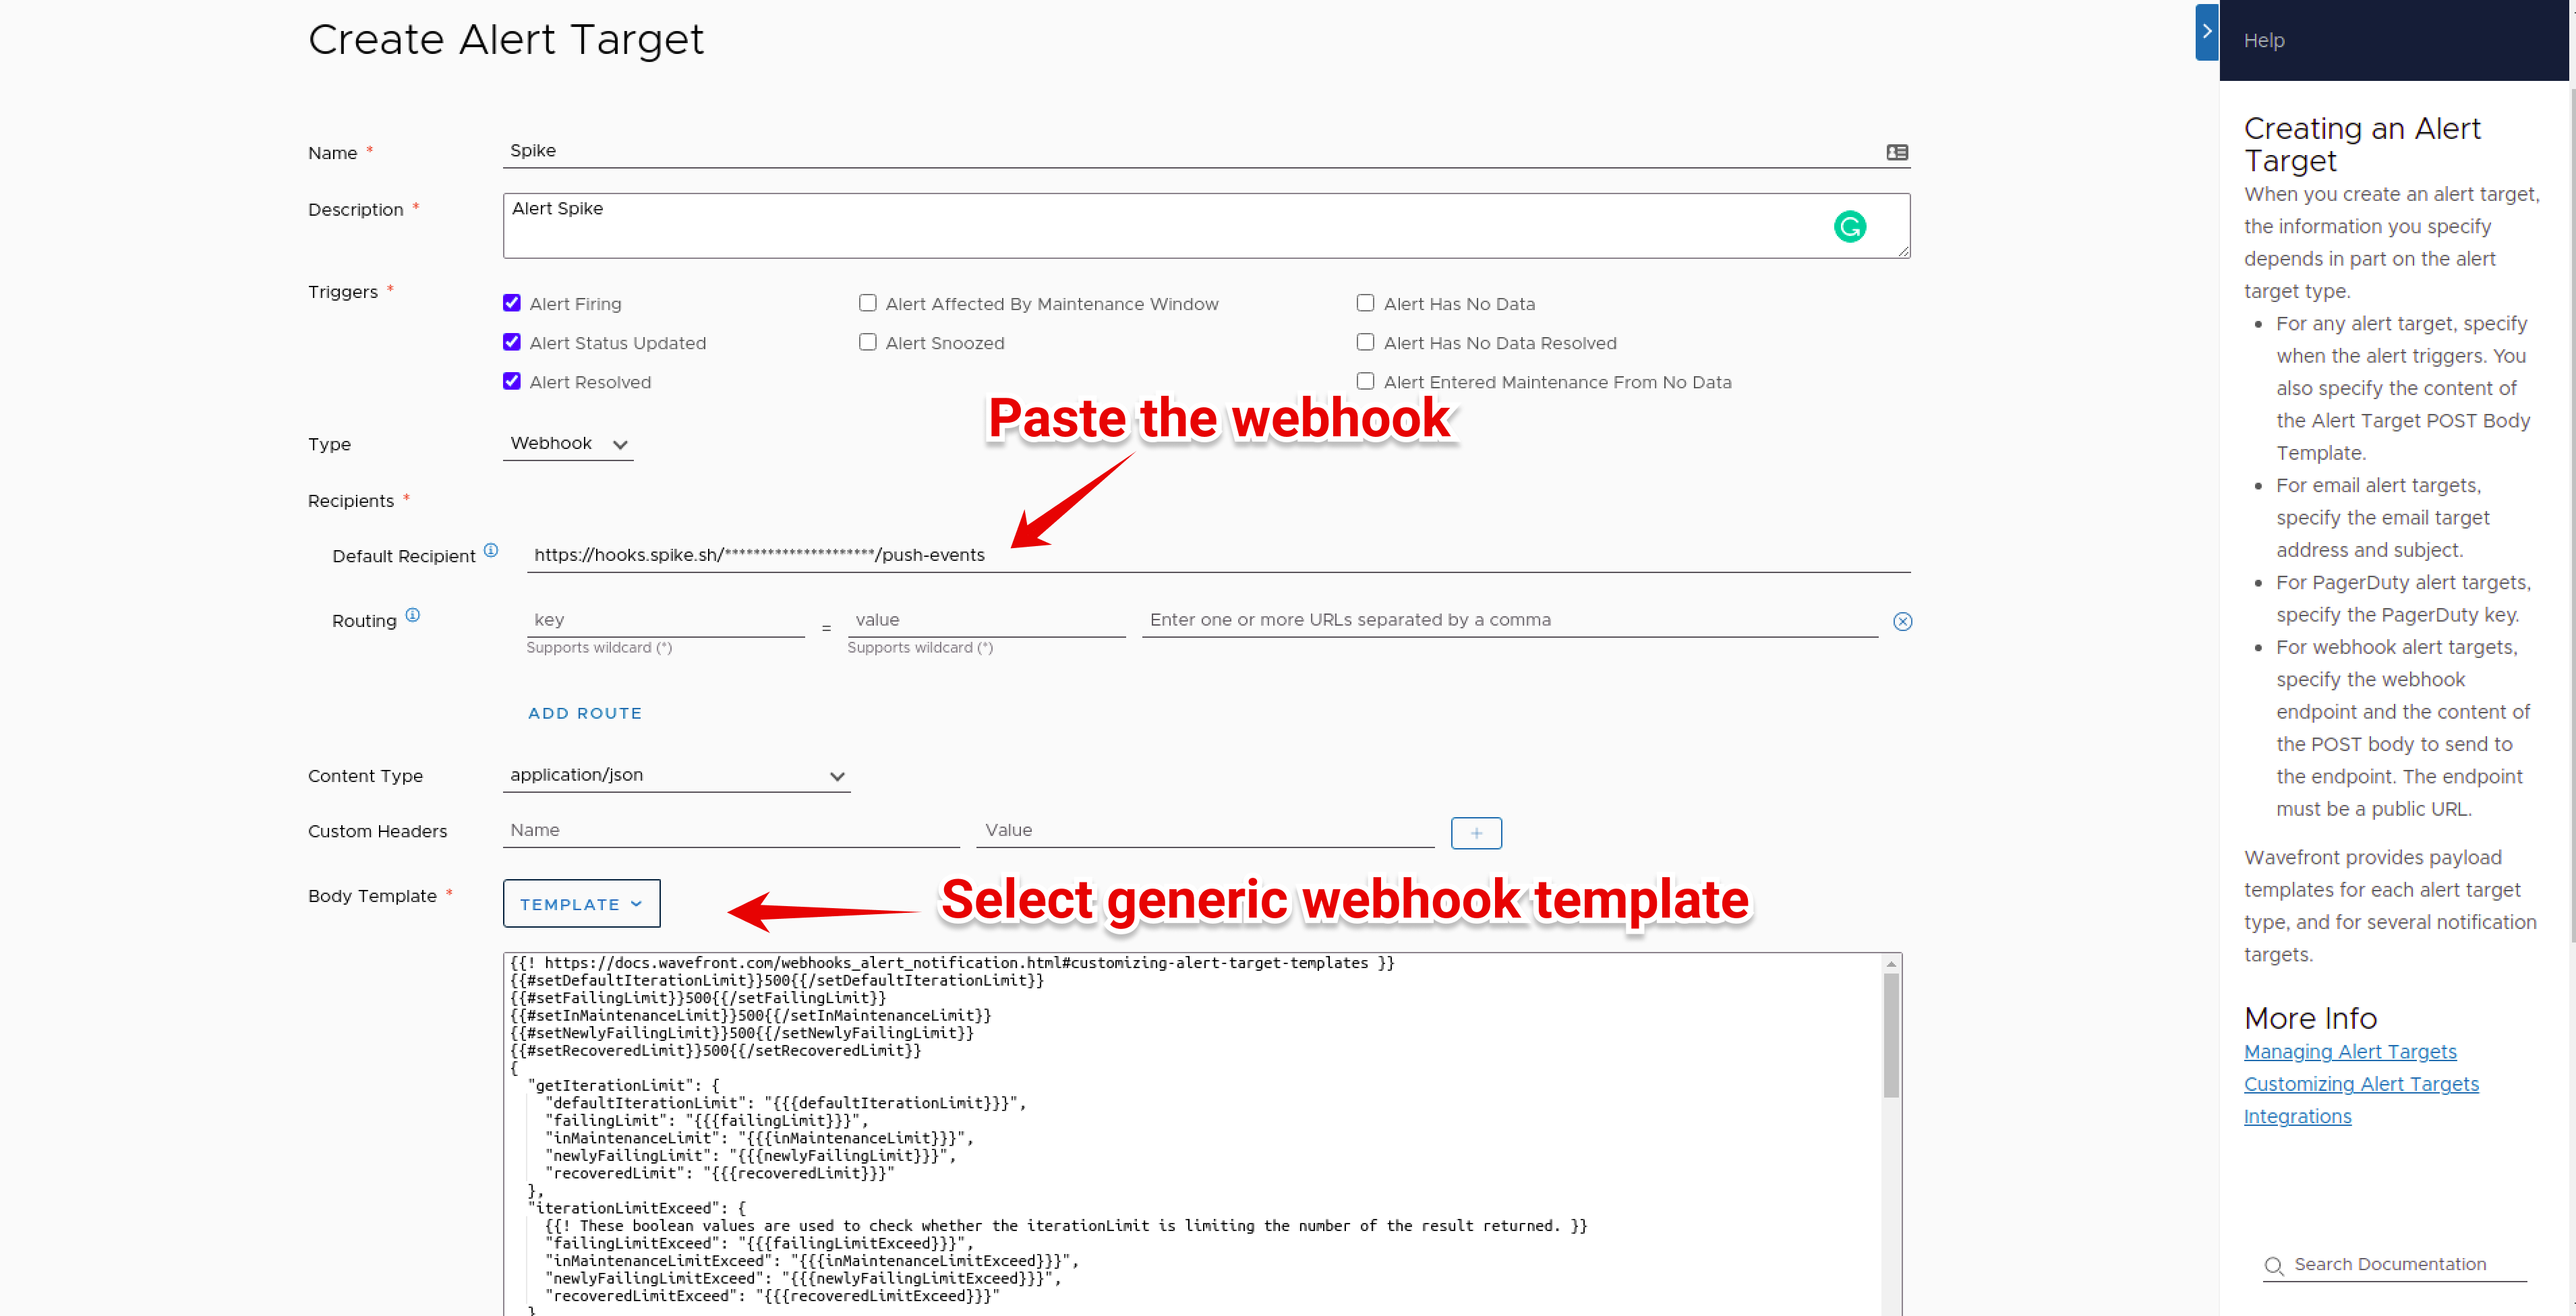 Create Alert Target
Name *
Spike
Description *
Alert Spike
Triggers *
Alert Firing
Alert Affected By Maintenance Window
Alert Has No Data
Alert Status Updated
Alert Snoozed
Alert Has No Data Resolved
Alert Resolved
Alert Entered Maintenance From No Data
Paste the webhook
Type
Webhook
Recipients *
Default Recipient
https://hooks.spike.sh/*********************/push-events
Routing
key
=
value
Enter one or more URLs separated by a comma
Supports wildcard (*)
Supports wildcard (*)
ADD ROUTE
Content Type
application/json
Custom Headers
Name
Value
+
Body Template *
TEMPLATE
Select generic webhook template
{{! https://docs.wavefront.com/webhooks_alert_notification.html#customizing-alert-target-templates }}
{{#setDefaultIterationLimit}}500{{/setDefaultIterationLimit}}
{{#setFailingLimit}}500{{/setFailingLimit}}
{{#setInMaintenanceLimit}}500{{/setInMaintenanceLimit}}
{{#setNewlyFailingLimit}}500{{/setNewlyFailingLimit}}
{{#setRecoveredLimit}}500{{/setRecoveredLimit}}
{
"getIterationLimit": {
"defaultIterationLimit": "{{{defaultIterationLimit}}}",
"failingLimit": "{{{failingLimit}}}",
"inMaintenanceLimit": "{{{inMaintenanceLimit}}}",
"newlyFailingLimit": "{{{newlyFailingLimit}}}",
"recoveredLimit": "{{{recoveredLimit}}}"
},
"iterationLimitExceed": {
{{! These boolean values are used to check whether the iterationLimit is limiting the number of the result returned. }}
"failingLimitExceed": "{{{failingLimitExceed}}}",
"inMaintenanceLimitExceed": "{{{inMaintenanceLimitExceed}}}",
"newlyFailingLimitExceed": "{{{newlyFailingLimitExceed}}}",
"recoveredLimitExceed": "{{{recoveredLimitExceed}}}"
}
Help
Creating an Alert
Target
When you create an alert target,
the information you specify
depends in part on the alert
target type.
• For any alert target, specify
when the alert triggers. You
also specify the content of
the Alert Target POST Body
Template.
• For email alert targets,
specify the email target
address and subject.
• For PagerDuty alert targets,
specify the PagerDuty key.
• For webhook alert targets,
specify the webhook
endpoint and the content of
the POST body to send to
the endpoint. The endpoint
must be a public URL.
Wavefront provides payload
templates for each alert target
type, and for several notification
targets.
More Info
Managing Alert Targets
Customizing Alert Targets
Integrations
Search Documentation